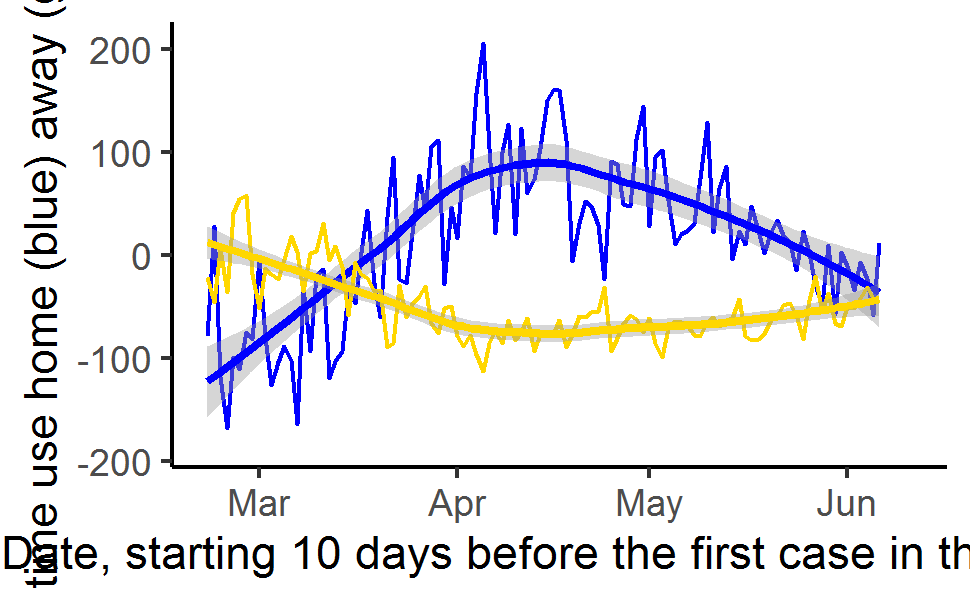 time use home (blue) away (
200
100
0
-100
-200
Mar Apr May Jun
Date, starting 10 days before the first case in th